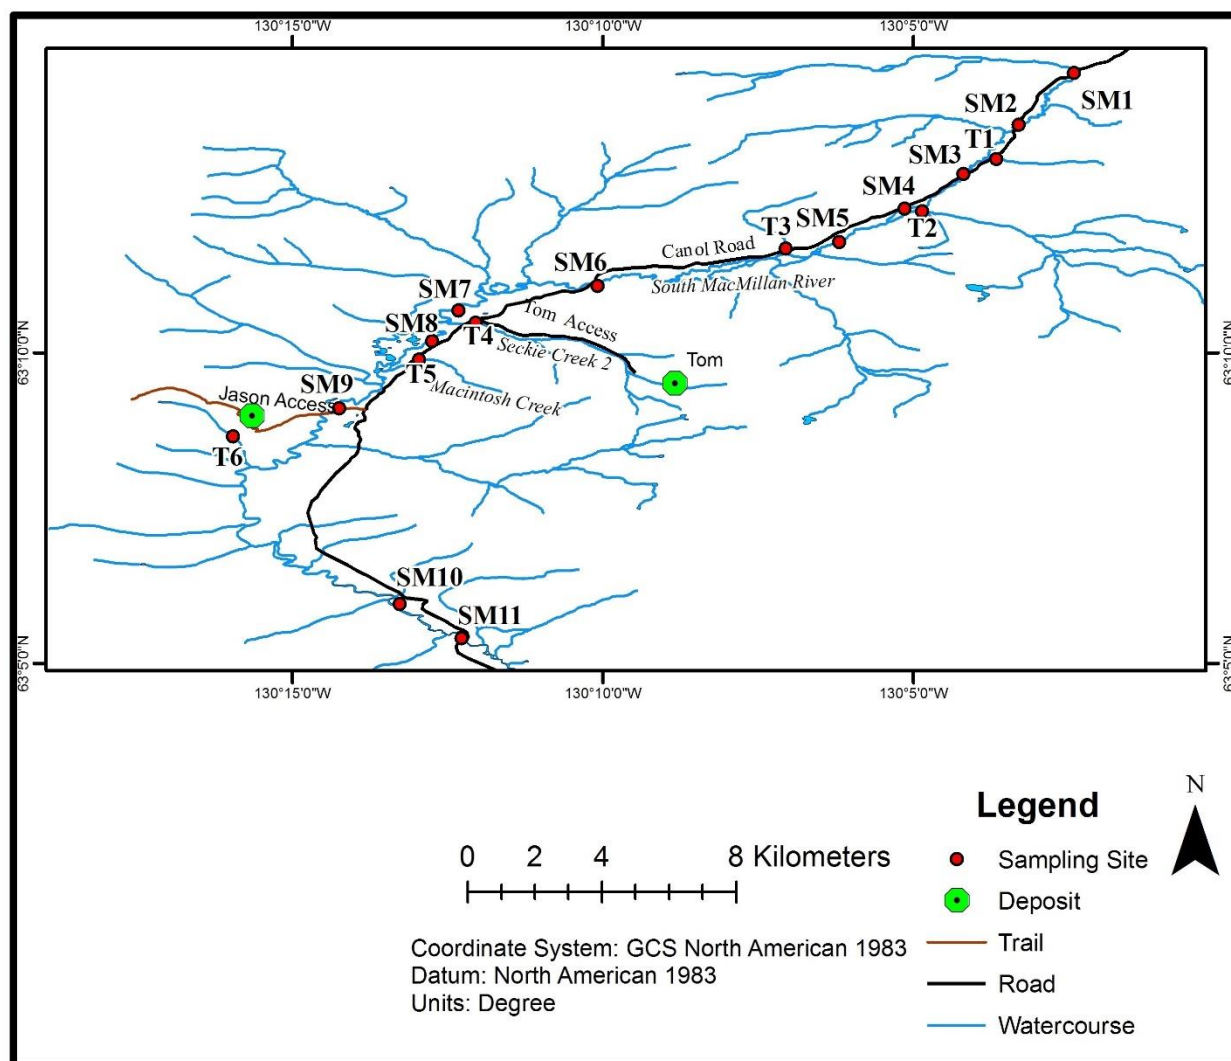 130°15'0"W 130°10'0"W 130°5'0"W
SM1
SM2
T1
SM3
SM4
T2
SM5
T3
Canol Road
SM6
South MacMillan River
SM7
Tom Access
T4
SM8
Seckie Creek 2
Tom
63°10'0"N 63°10'0"N
T5
SM9
Macintosh Creek
Jason Access
T6
SM10
SM11
63°5'0"N 63°5'0"N
130°15'0"W 130°10'0"W 130°5'0"W
N
Legend
0 2 4 8 Kilometers
Sampling Site
Deposit
Trail
Road
Watercourse
Coordinate System: GCS North American 1983
Datum: North American 1983
Units: Degree